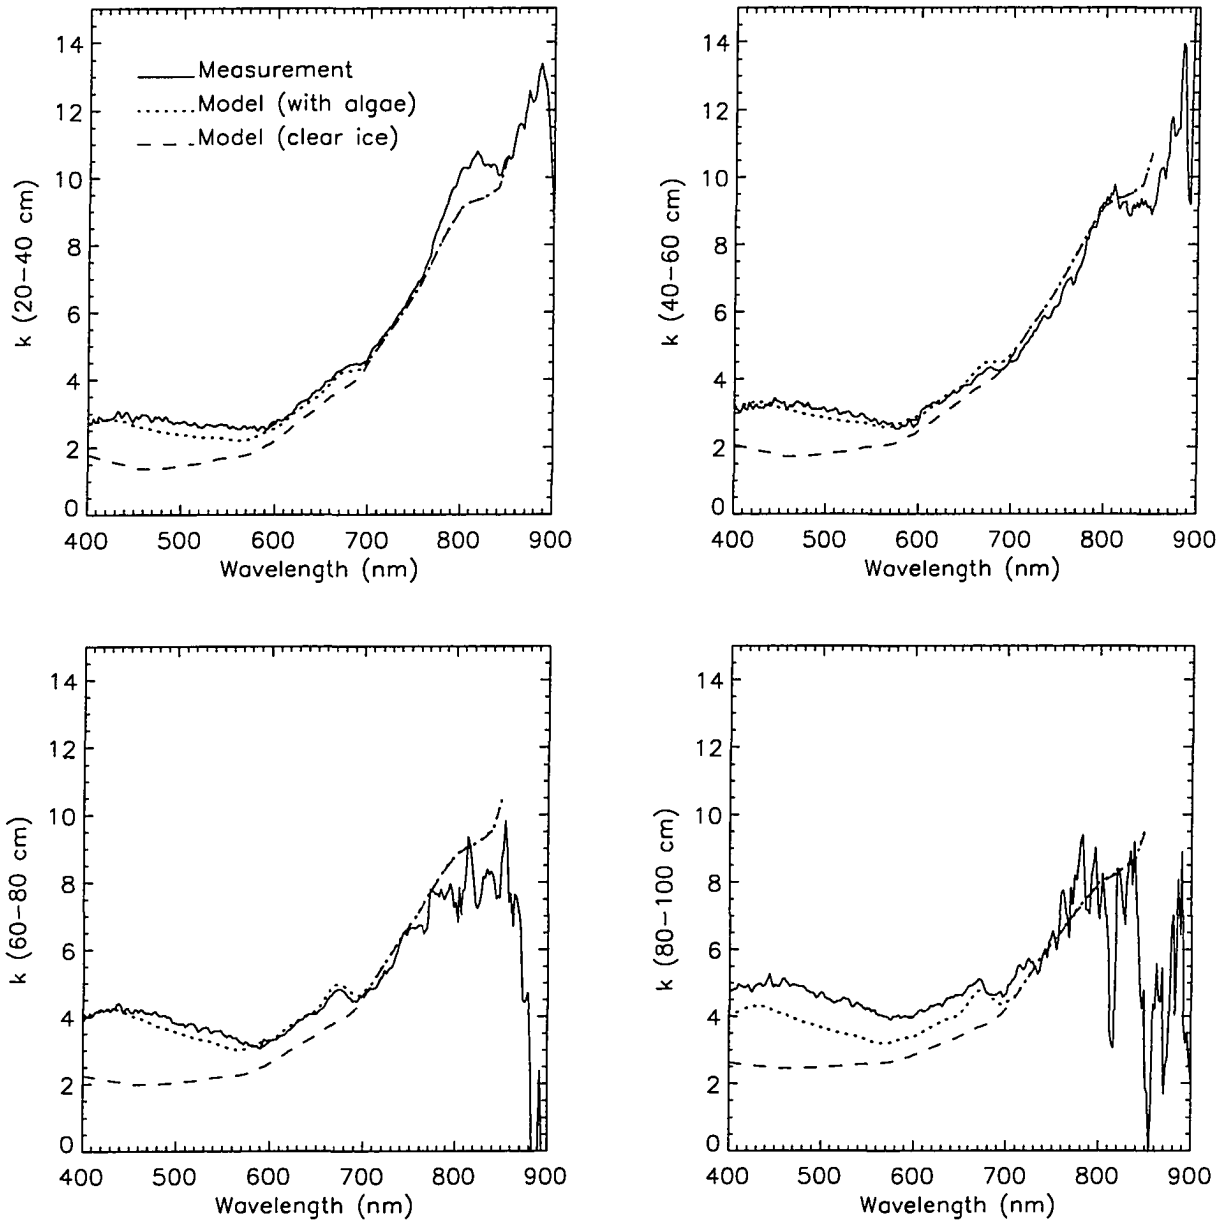 14
12
10
8
6
4
2
0
k (20-40 cm)
Measurement
Model (with algae)
Model (clear ice)
400 500 600 700 800 900
Wavelength (nm)
14
12
10
8
6
4
2
0
k (40-60 cm)
400 500 600 700 800 900
Wavelength (nm)
14
12
10
8
6
4
2
0
k (60-80 cm)
400 500 600 700 800 900
Wavelength (nm)
14
12
10
8
6
4
2
0
k (80-100 cm)
400 500 600 700 800 900
Wavelength (nm)